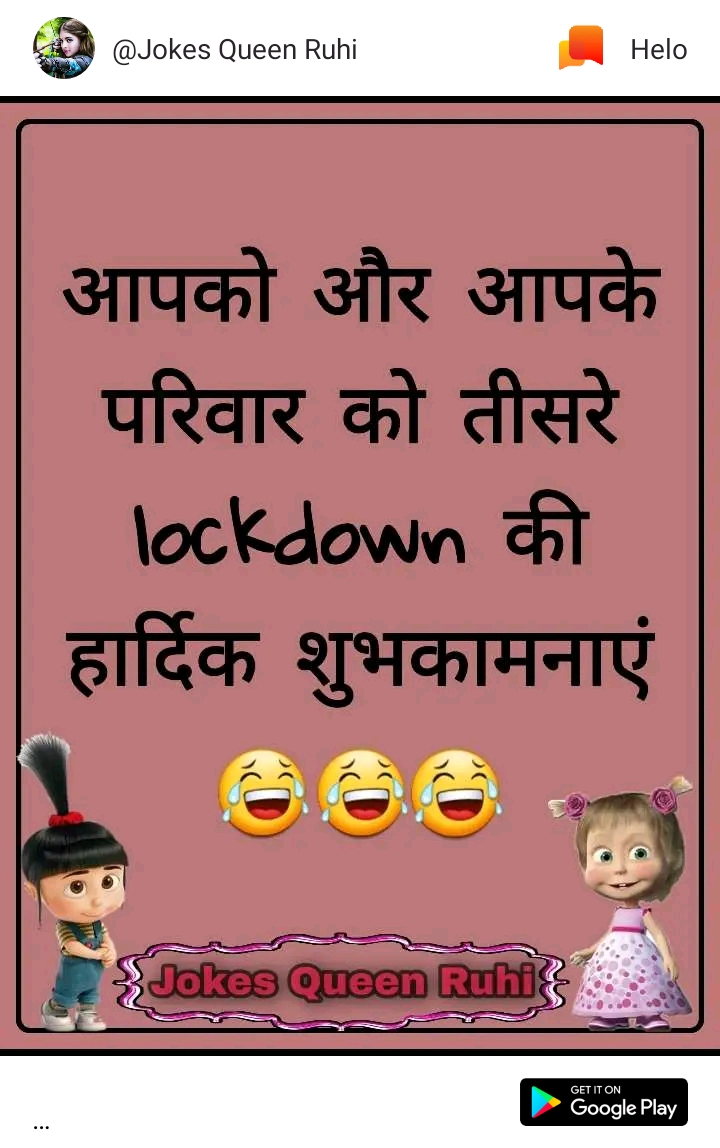 @Jokes Queen Ruhi
Helo
आपको और आपके
परिवार को तीसरे
lockdown की
हार्दिक शुभकामनाएं
Jokes Queen Ruhi
...
GET IT ON
Google Play